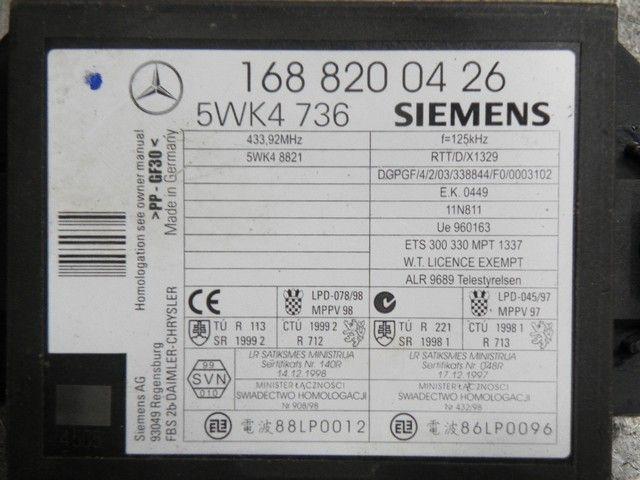 168 820 04 26
5WK4 736 SIEMENS
433,92MHz f=125kHz
5WK4 8821 RTT/D/X1329
D.GPGF/4/2/03/338844/F0/0003102
E.K. 0449
11N811
Ue 960163
ETS 300 330 MPT 1337
W.T. LICENCE EXEMPT
ALR 9689 Telestyrelsen
CE LPD-078/98 LPD-045/97
MPPV 98 MPPV 97
TÚ R 113 CTÚ 1999 2 TÚ R 221 CTÚ 1998 1
SR 1999 2 R 712 SR 1998 1 R 713
LR SATIKSMES MINISTRIJA LR SATIKSMES MINISTRIJA
Sertifikats Nr. 140R Sertifikats Nr. 048R
14.12.1998 17.12.1997
99
SVN
010
MINISTER ŁĄCZNOŚCI MINISTER ŁĄCZNOŚCI
ŚWIADECTWO HOMOLOGACJI ŚWIADECTWO HOMOLOGACJI
Nr 908/98 Nr 432/98
電波88LP0012 電波86LP0096
Homologation see owner manual
>PP-GF30<
Made in Germany
Siemens AG
93049 Regensburg
FBS 2b DAIMLER-CHRYSLER